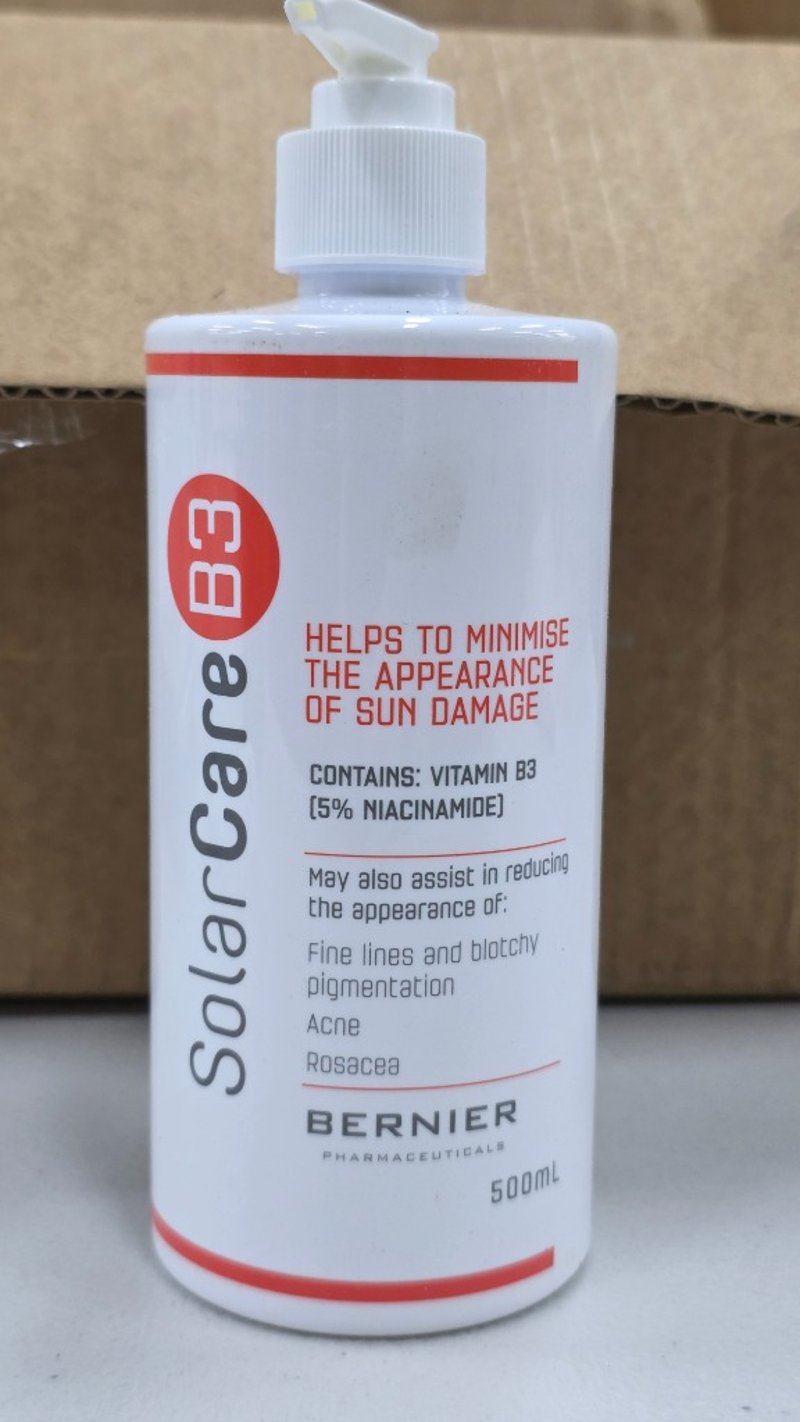 SolarCare B3
HELPS TO MINIMISE
THE APPEARANCE
OF SUN DAMAGE
CONTAINS: VITAMIN B3
(5% NIACINAMIDE)
May also assist in reducing
the appearance of:
Fine lines and blotchy
pigmentation
Acne
Rosacea
BERNIER
PHARMACEUTICALS
500mL